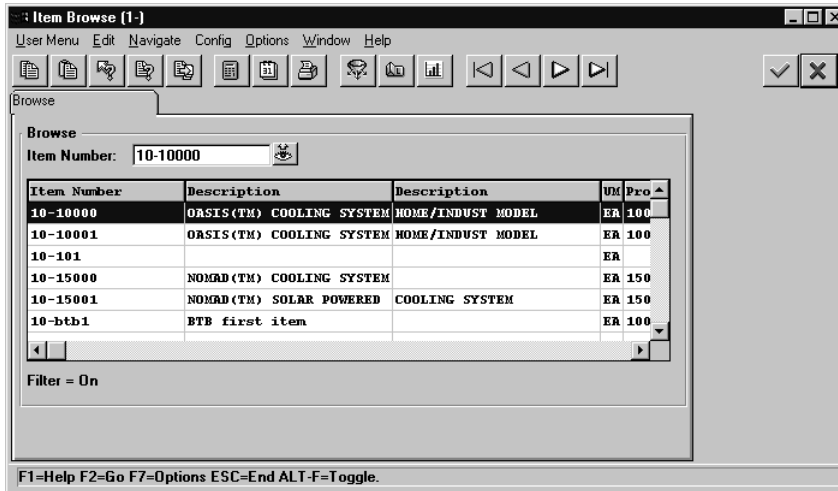 Item Browse (1-)
User Menu Edit Navigate Config Options Window Help
Browse
Browse
Item Number: 10-10000
Item Number Description Description UM Pro
10-10000 OASIS(TM) COOLING SYSTEM HOME/INDUST MODEL EA 100
10-10001 OASIS(TM) COOLING SYSTEM HOME/INDUST MODEL EA 100
10-101 EA
10-15000 NOMAD(TM) COOLING SYSTEM EA 150
10-15001 NOMAD(TM) SOLAR POWERED COOLING SYSTEM EA 150
10-btb1 BTB first item EA 100
Filter = On
F1=Help F2=Go F7=Options ESC=End ALT-F=Toggle.